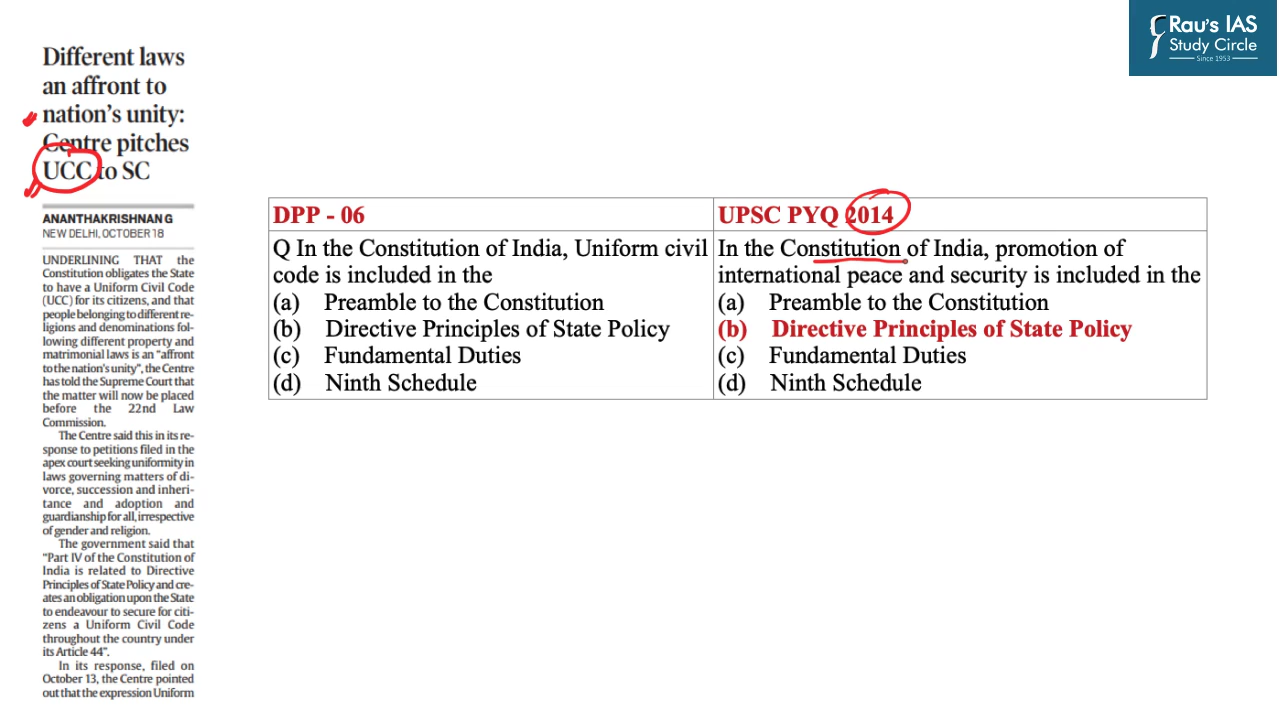 Rau's IAS
Study Circle
Since 1953
Different laws
an affront to
nation's unity:
Centre pitches
UCC to SC
ANANTHAKRISHNAN G
NEW DELHI, OCTOBER 18
UNDERLINING THAT the
Constitution obligates the State
to have a Uniform Civil Code
(UCC) for its citizens, and that
people belonging to different re-
ligions and denominations fol-
lowing different property and
matrimonial laws is an "affront
to the nation's unity", the Centre
has told the Supreme Court that
the matter will now be placed
before the 22nd Law
Commission.
The Centre said this in its re-
sponse to petitions filed in the
apex court seeking uniformity in
laws governing matters of di-
vorce, succession and inheri-
tance and adoption and
guardianship for all, irrespective
of gender and religion.
The government said that
"Part IV of the Constitution of
India is related to Directive
Principles of State Policy and cre-
ates an obligation upon the State
to endeavour to secure for citi-
zens a Uniform Civil Code
throughout the country under
its Article 44".
In its response, filed on
October 13, the Centre pointed
out that the expression Uniform
DPP - 06
Q In the Constitution of India, Uniform civil
code is included in the
(a) Preamble to the Constitution
(b) Directive Principles of State Policy
(c) Fundamental Duties
(d) Ninth Schedule
UPSC PYQ 2014
In the Constitution of India, promotion of
international peace and security is included in the
(a) Preamble to the Constitution
(b) Directive Principles of State Policy
(c) Fundamental Duties
(d) Ninth Schedule